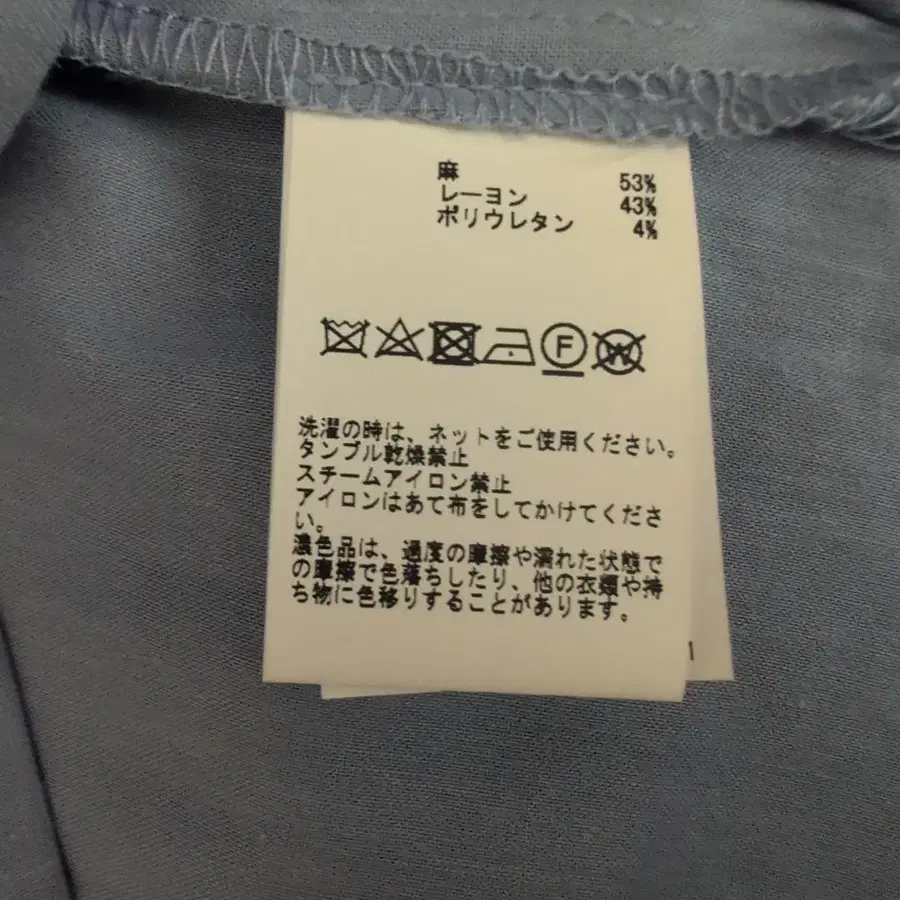 麻 53%
レーヨン 43%
ポリウレタン 4%
F
W
洗濯の時は、ネットをご使用ください。
タンブル乾燥禁止
スチームアイロン禁止
アイロンはあて布をしてかけてくださ
い。
濃色品は、過度の摩擦や濡れた状態で
の摩擦で色落ちしたり、他の衣類や持
ち物に色移りすることがあります。
1